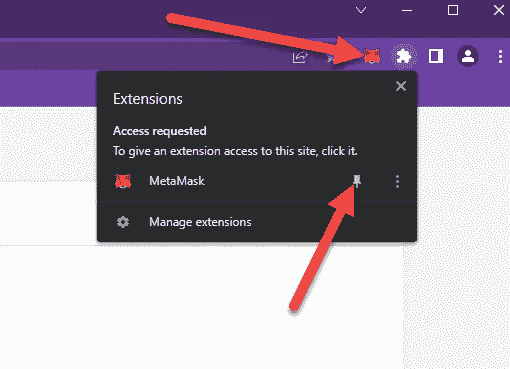 Extensions
Access requested
To give an extension access to this site, click it.
MetaMask
Manage extensions